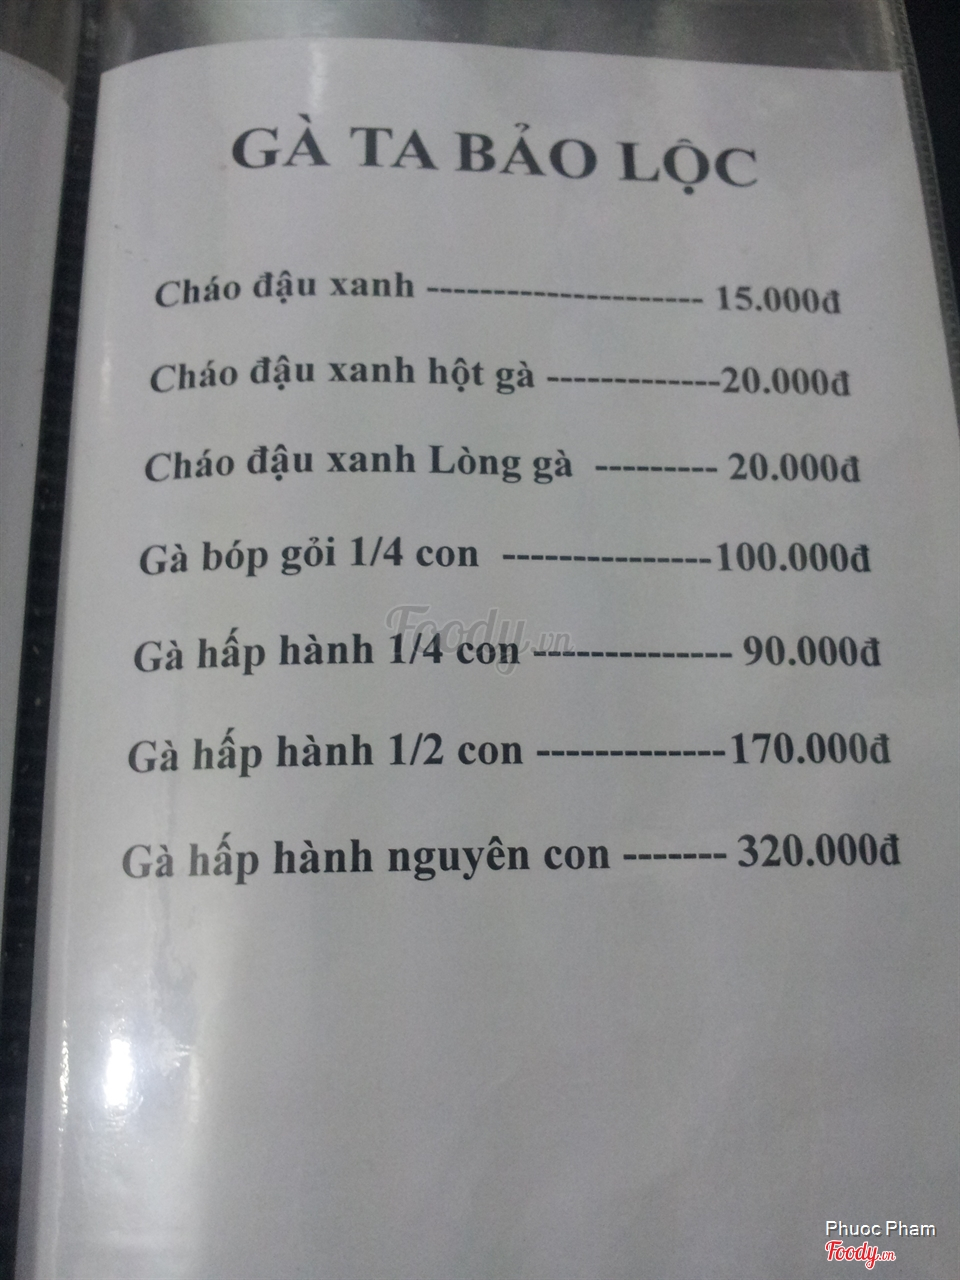 GÀ TA BẢO LỘC
Cháo đậu xanh --------------------- 15.000đ
Cháo đậu xanh hột gà -------------20.000đ
Cháo đậu xanh Lòng gà --------- 20.000đ
Gà bóp gỏi 1/4 con ----------------100.000đ
Gà hấp hành 1/4 con --------------- 90.000đ
Gà hấp hành 1/2 con --------------170.000đ
Gà hấp hành nguyên con ------- 320.000đ
Foody.vn
Phuoc Pham
Foody.vn